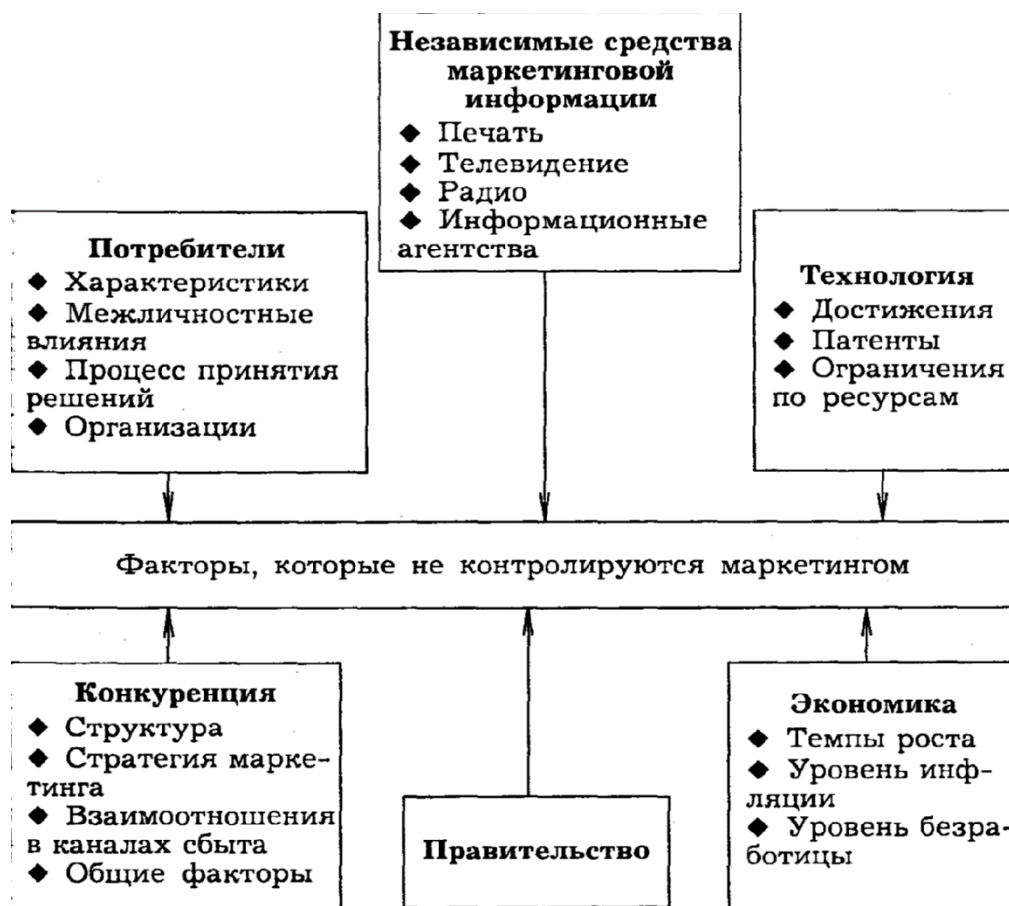 Независимые средства
маркетинговой
информации
◆ Печать
◆ Телевидение
◆ Радио
◆ Информационные
агентства
Потребители
◆ Характеристики
◆ Межличностные
влияния
◆ Процесс принятия
решений
◆ Организации
Технология
◆ Достижения
◆ Патенты
◆ Ограничения
по ресурсам
Факторы, которые не контролируются маркетингом
Конкуренция
◆ Структура
◆ Стратегия марке-
тинга
◆ Взаимоотношения
в каналах сбыта
◆ Общие факторы
Правительство
Экономика
◆ Темпы роста
◆ Уровень инф-
ляции
◆ Уровень безра-
ботицы